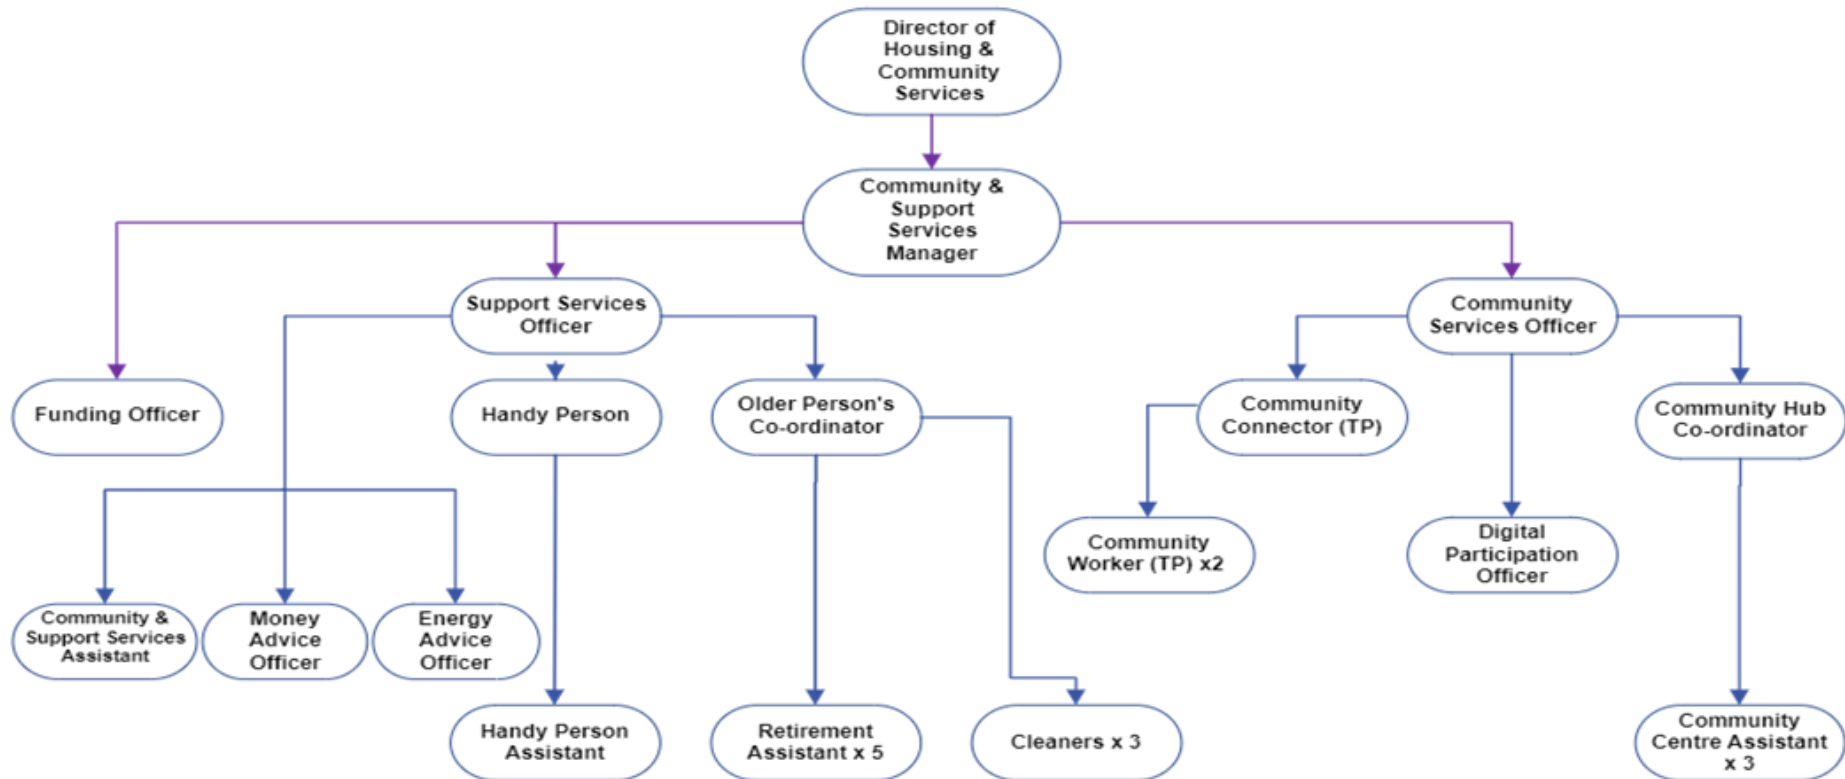 Director of
Housing &
Community
Services
Community &
Support
Services
Manager
Support Services
Officer
Community
Services Officer
Funding Officer
Handy Person
Older Person's
Co-ordinator
Community
Connector (TP)
Community Hub
Co-ordinator
Community
Worker (TP) x2
Digital
Participation
Officer
Community &
Support Services
Assistant
Money
Advice
Officer
Energy
Advice
Officer
Handy Person
Assistant
Retirement
Assistant x 5
Cleaners x 3
Community
Centre Assistant
x 3